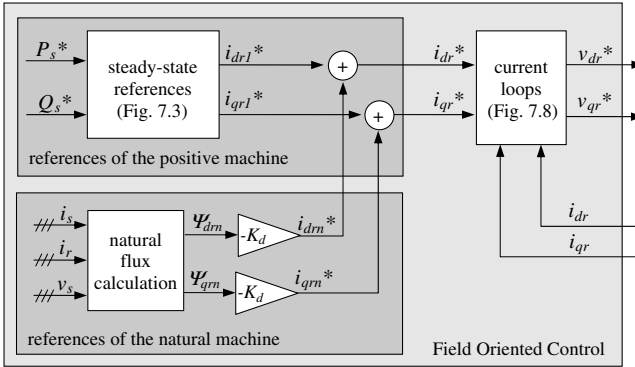 P_s*
Q_s*
steady-state
references
(Fig. 7.3)
i_dr1*
i_qr1*
+
+
i_dr*
i_qr*
current
loops
(Fig. 7.8)
v_dr*
v_qr*
references of the positive machine
i_s
i_r
v_s
natural
flux
calculation
Ψ_drn
Ψ_qrn
-K_d
-K_d
i_drn*
i_qrn*
i_dr
i_qr
references of the natural machine
Field Oriented Control